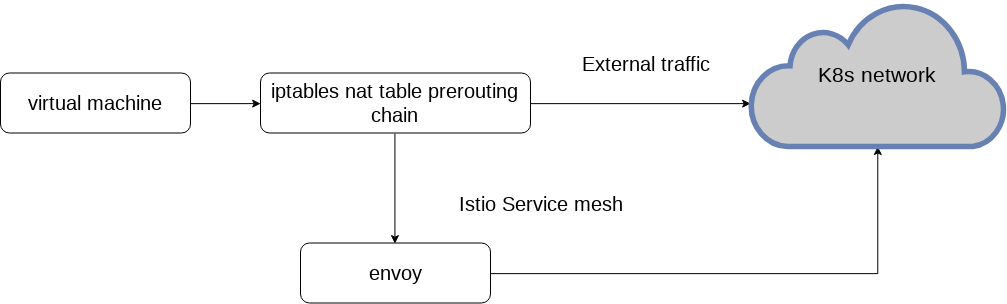 External traffic
K8s network
virtual machine
iptables nat table prerouting
chain
Istio Service mesh
envoy